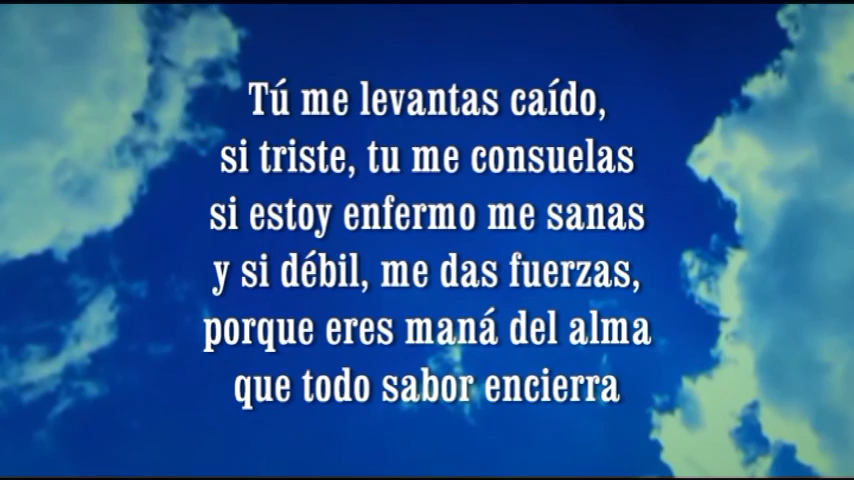 Tú me levantas caído,
si triste, tu me consuelas
si estoy enfermo me sanas
y si débil, me das fuerzas,
porque eres maná del alma
que todo sabor encierra